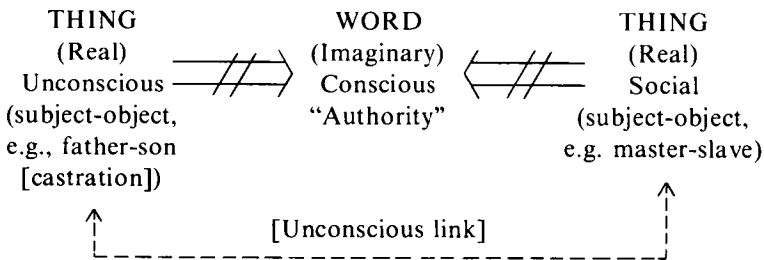 THING
(Real)
Unconscious
(subject-object,
e.g., father-son
[castration])
WORD
(Imaginary)
Conscious
“Authority”
THING
(Real)
Social
(subject-object,
e.g. master-slave)
[Unconscious link]